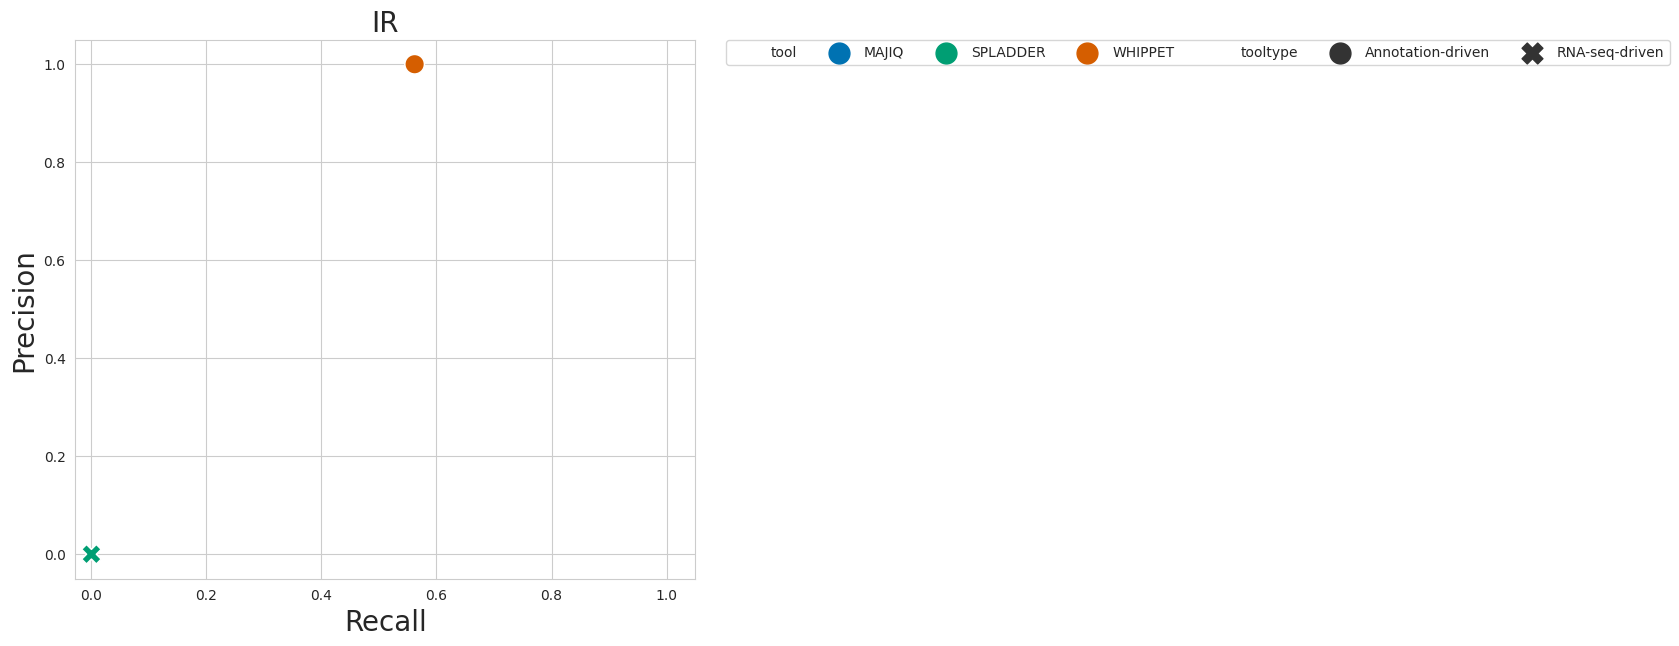 IR
tool MAJIQ SPLADDER WHIPPET tooltype Annotation-driven RNA-seq-driven
Precision
1.0
0.8
0.6
0.4
0.2
0.0
0.0 0.2 0.4 0.6 0.8 1.0
Recall